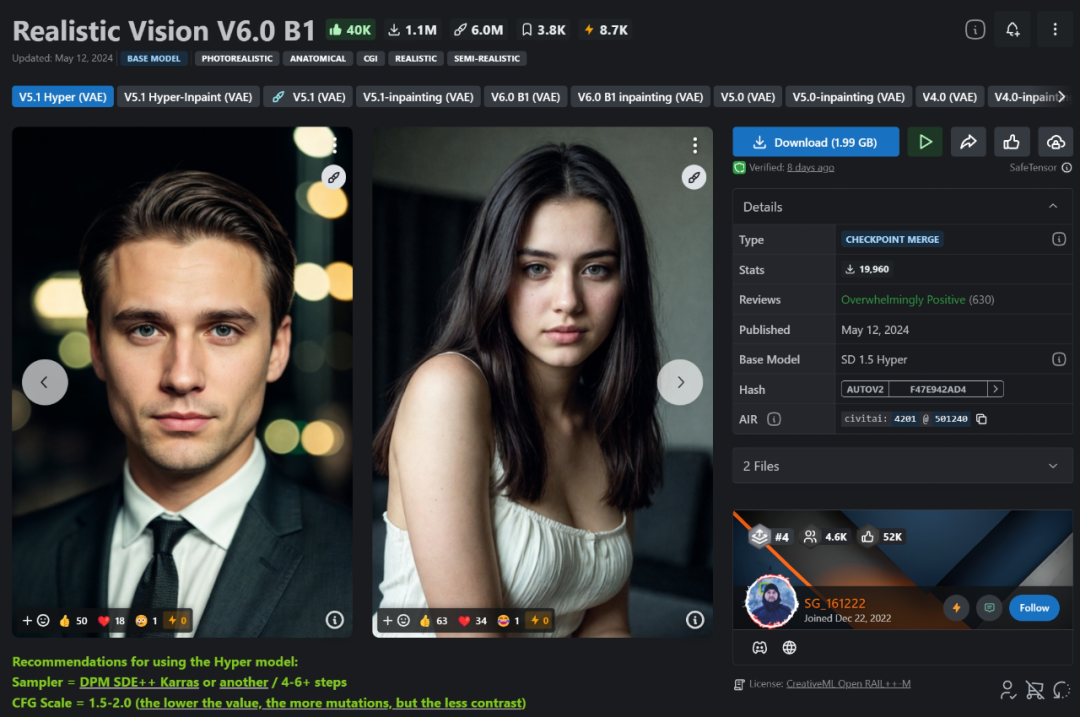 Realistic Vision V6.0 B1 40K 1.1M 6.0M 3.8K 8.7K
Updated: May 12, 2024 BASE MODEL PHOTOREALISTIC ANATOMICAL CGI REALISTIC SEMI-REALISTIC
V5.1 Hyper (VAE) V5.1 Hyper-Inpaint (VAE) V5.1 (VAE) V5.1-inpainting (VAE) V6.0 B1 (VAE) V6.0 B1 inpainting (VAE) V5.0 (VAE) V5.0-inpainting (VAE) V4.0 (VAE) V4.0-inpaint
Download (1.99 GB)
Verified: 8 days ago SafeTensor
Details
Type CHECKPOINT MERGE
Stats 19,960
Reviews Overwhelmingly Positive (630)
Published May 12, 2024
Base Model SD 1.5 Hyper
Hash AUTOV2 F47E942AD4
AIR civitai: 4201 @ 501240
2 Files
#4 4.6K 52K
SG_161222
Joined Dec 22, 2022
Follow
License: CreativeML Open RAIL++-M
50 18 1 0
63 34 1 0
Recommendations for using the Hyper model:
Sampler = DPM SDE++ Karras or another / 4-6+ steps
CFG Scale = 1.5-2.0 (the lower the value, the more mutations, but the less contrast)